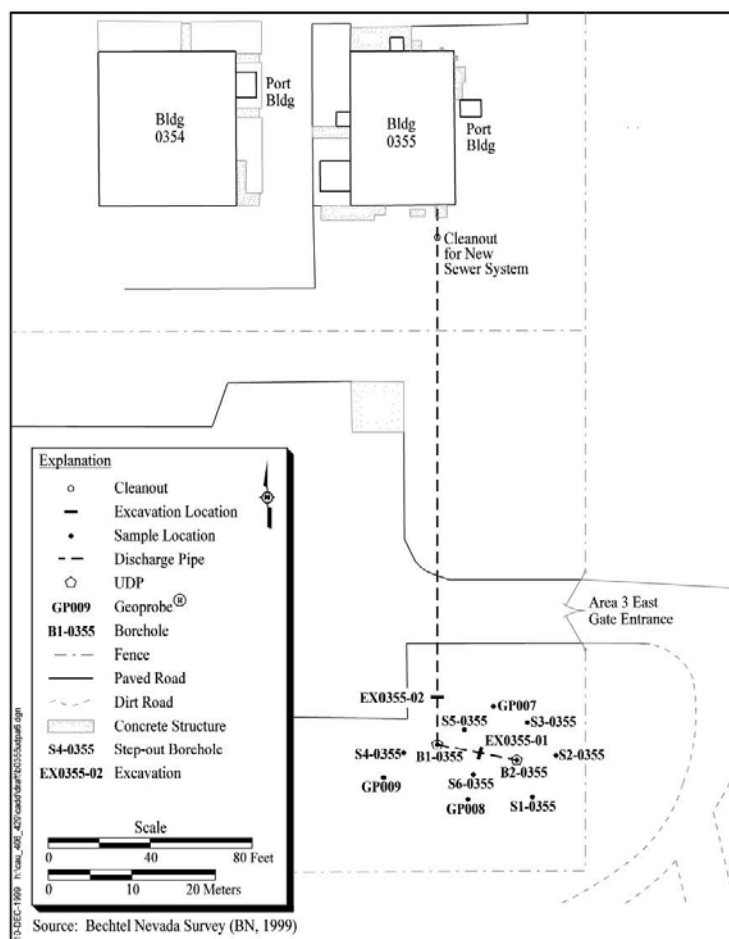 Port
Bldg
Bldg
0354
Bldg
0355
Port
Bldg
Cleanout
for New
Sewer System
Explanation
Cleanout
Excavation Location
Sample Location
Discharge Pipe
UDP
GP009 Geoprobe®
B1-0355 Borehole
Fence
Paved Road
Dirt Road
Concrete Structure
S4-0355 Step-out Borehole
EX0355-02 Excavation
N
Scale
0 40 80 Feet
0 10 20 Meters
Area 3 East
Gate Entrance
EX0355-02
GP007
S5-0355
S3-0355
EX0355-01
S4-0355
B1-0355
S2-0355
B2-0355
GP009
S6-0355
GP008
S1-0355
Source: Bechtel Nevada Survey (BN, 1999)
10-DEC-1999